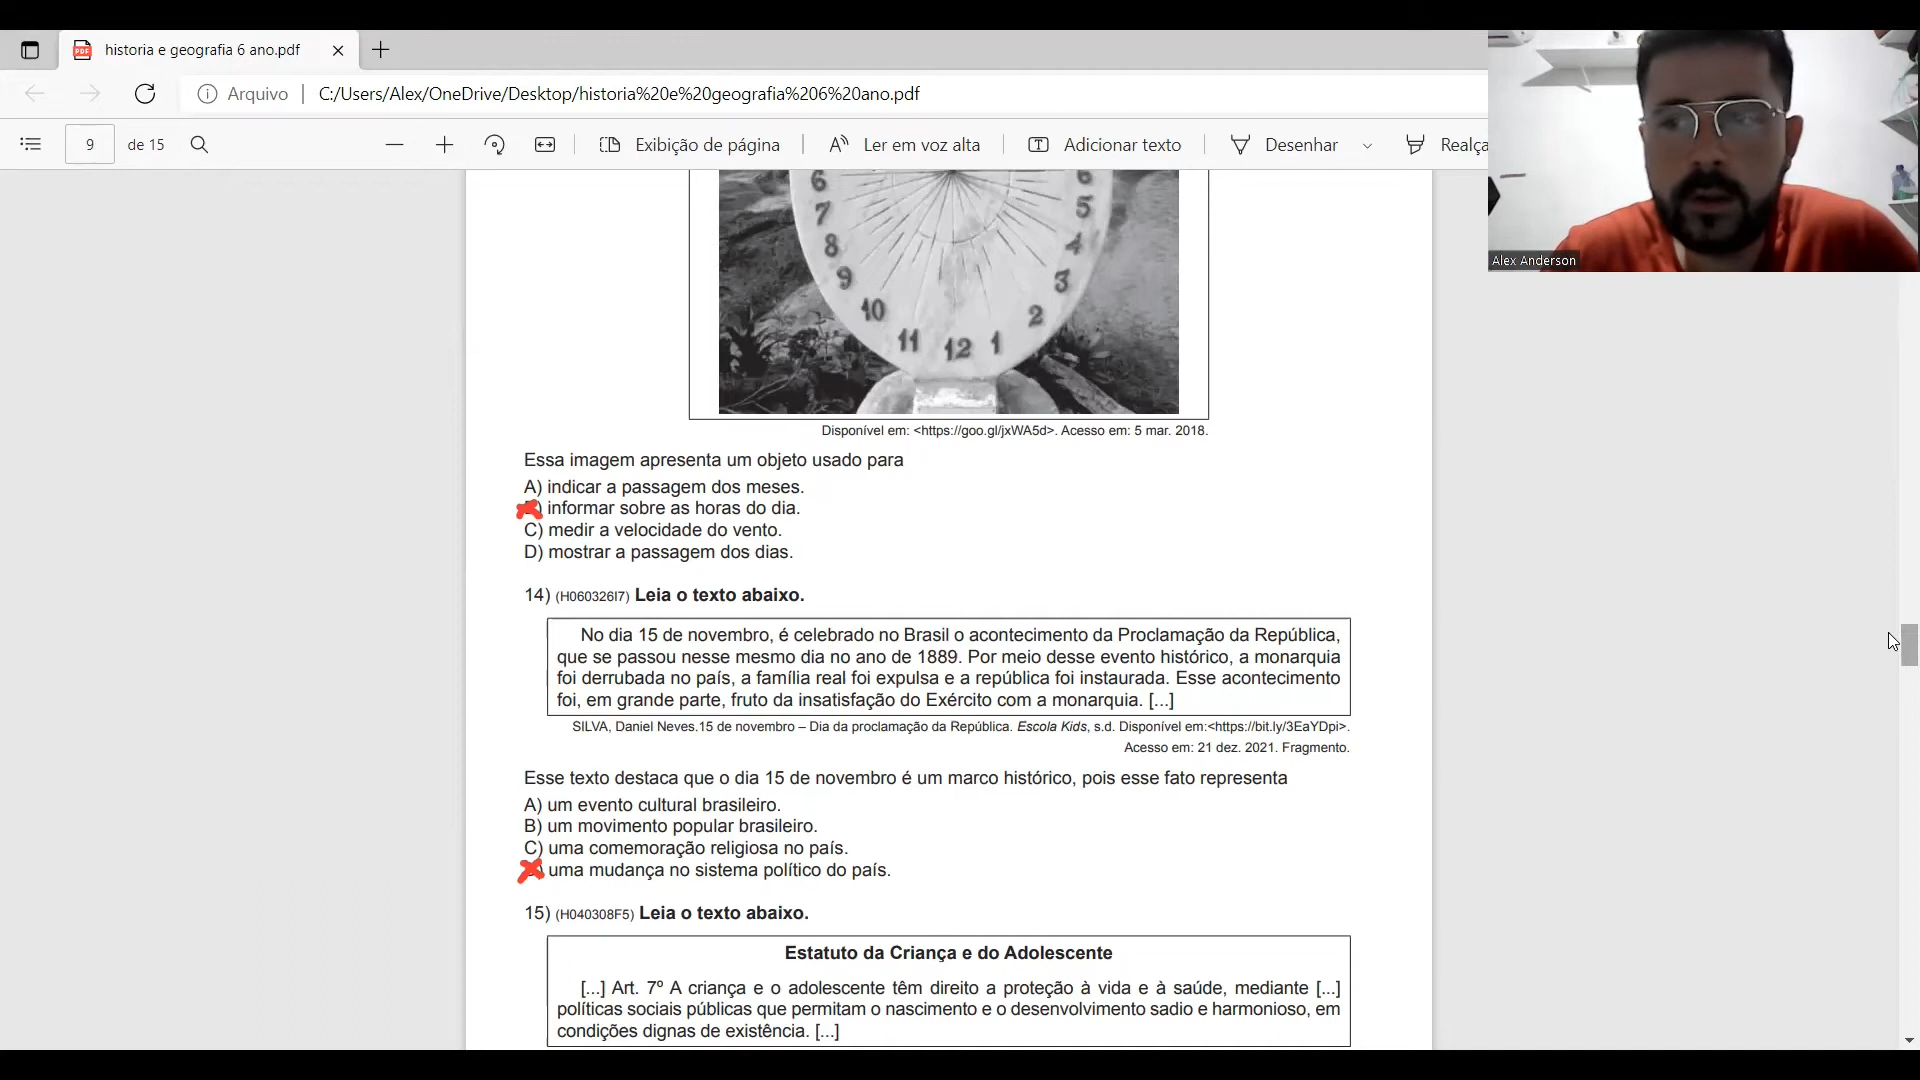 historia e geografia 6 ano.pdf
Arquivo
C:/Users/Alex/OneDrive/Desktop/historia%20e%20geografia%206%20ano.pdf
9 de 15
Exibição de página
Ler em voz alta
Adicionar texto
Desenhar
Realça
Alex Anderson
6 6
7 5
8 4
9 3
10 2
11 12 1
Disponível em: <https://goo.gl/jxWA5d>. Acesso em: 5 mar. 2018.
Essa imagem apresenta um objeto usado para
A) indicar a passagem dos meses.
) informar sobre as horas do dia.
C) medir a velocidade do vento.
D) mostrar a passagem dos dias.
14) (H060326I7) Leia o texto abaixo.
No dia 15 de novembro, é celebrado no Brasil o acontecimento da Proclamação da República,
que se passou nesse mesmo dia no ano de 1889. Por meio desse evento histórico, a monarquia
foi derrubada no país, a família real foi expulsa e a república foi instaurada. Esse acontecimento
foi, em grande parte, fruto da insatisfação do Exército com a monarquia. [...]
SILVA, Daniel Neves.15 de novembro – Dia da proclamação da República. Escola Kids, s.d. Disponível em:<https://bit.ly/3EaYDpi>.
Acesso em: 21 dez. 2021. Fragmento.
Esse texto destaca que o dia 15 de novembro é um marco histórico, pois esse fato representa
A) um evento cultural brasileiro.
B) um movimento popular brasileiro.
C) uma comemoração religiosa no país.
) uma mudança no sistema político do país.
15) (H040308F5) Leia o texto abaixo.
Estatuto da Criança e do Adolescente
[...] Art. 7º A criança e o adolescente têm direito a proteção à vida e à saúde, mediante [...]
políticas sociais públicas que permitam o nascimento e o desenvolvimento sadio e harmonioso, em
condições dignas de existência. [...]